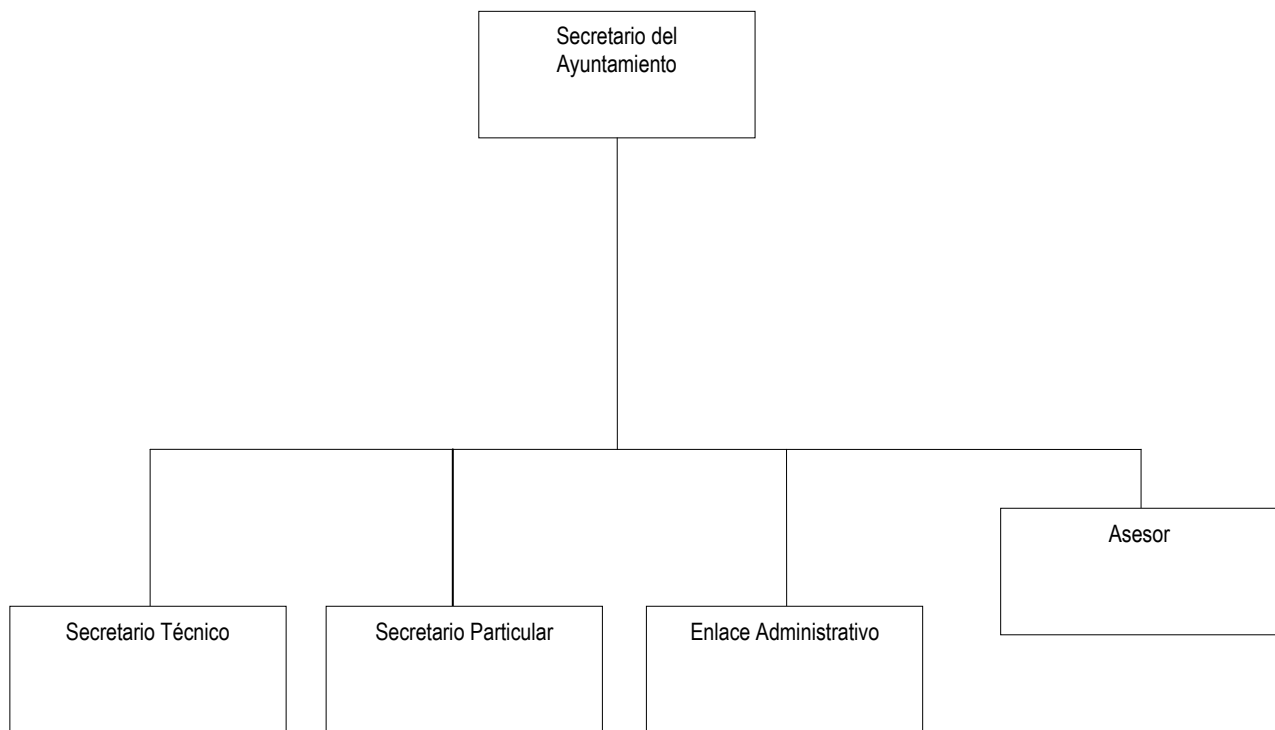 Secretario del
Ayuntamiento
Asesor
Secretario Técnico
Secretario Particular
Enlace Administrativo